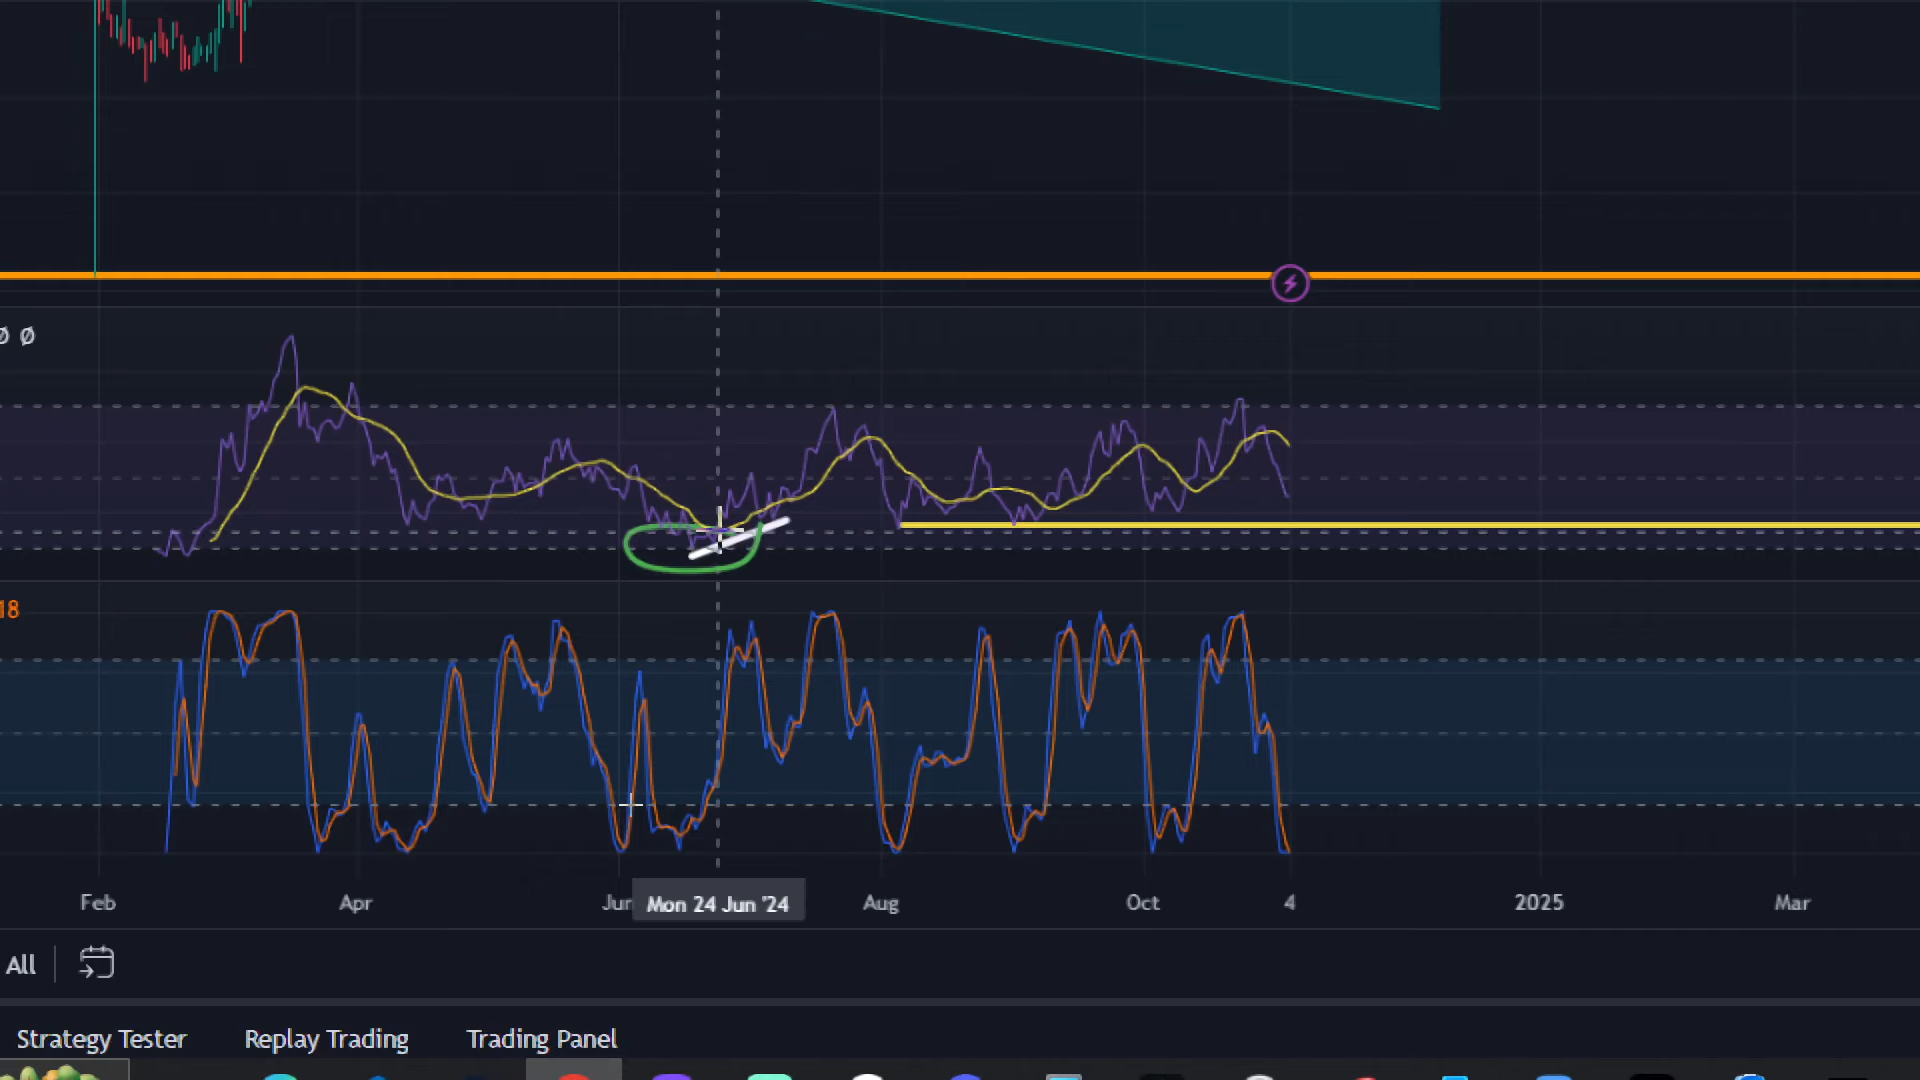 Ø Ø
18
Feb Apr Jun Mon 24 Jun '24 Aug Oct 4 2025 Mar
All
Strategy Tester Replay Trading Trading Panel